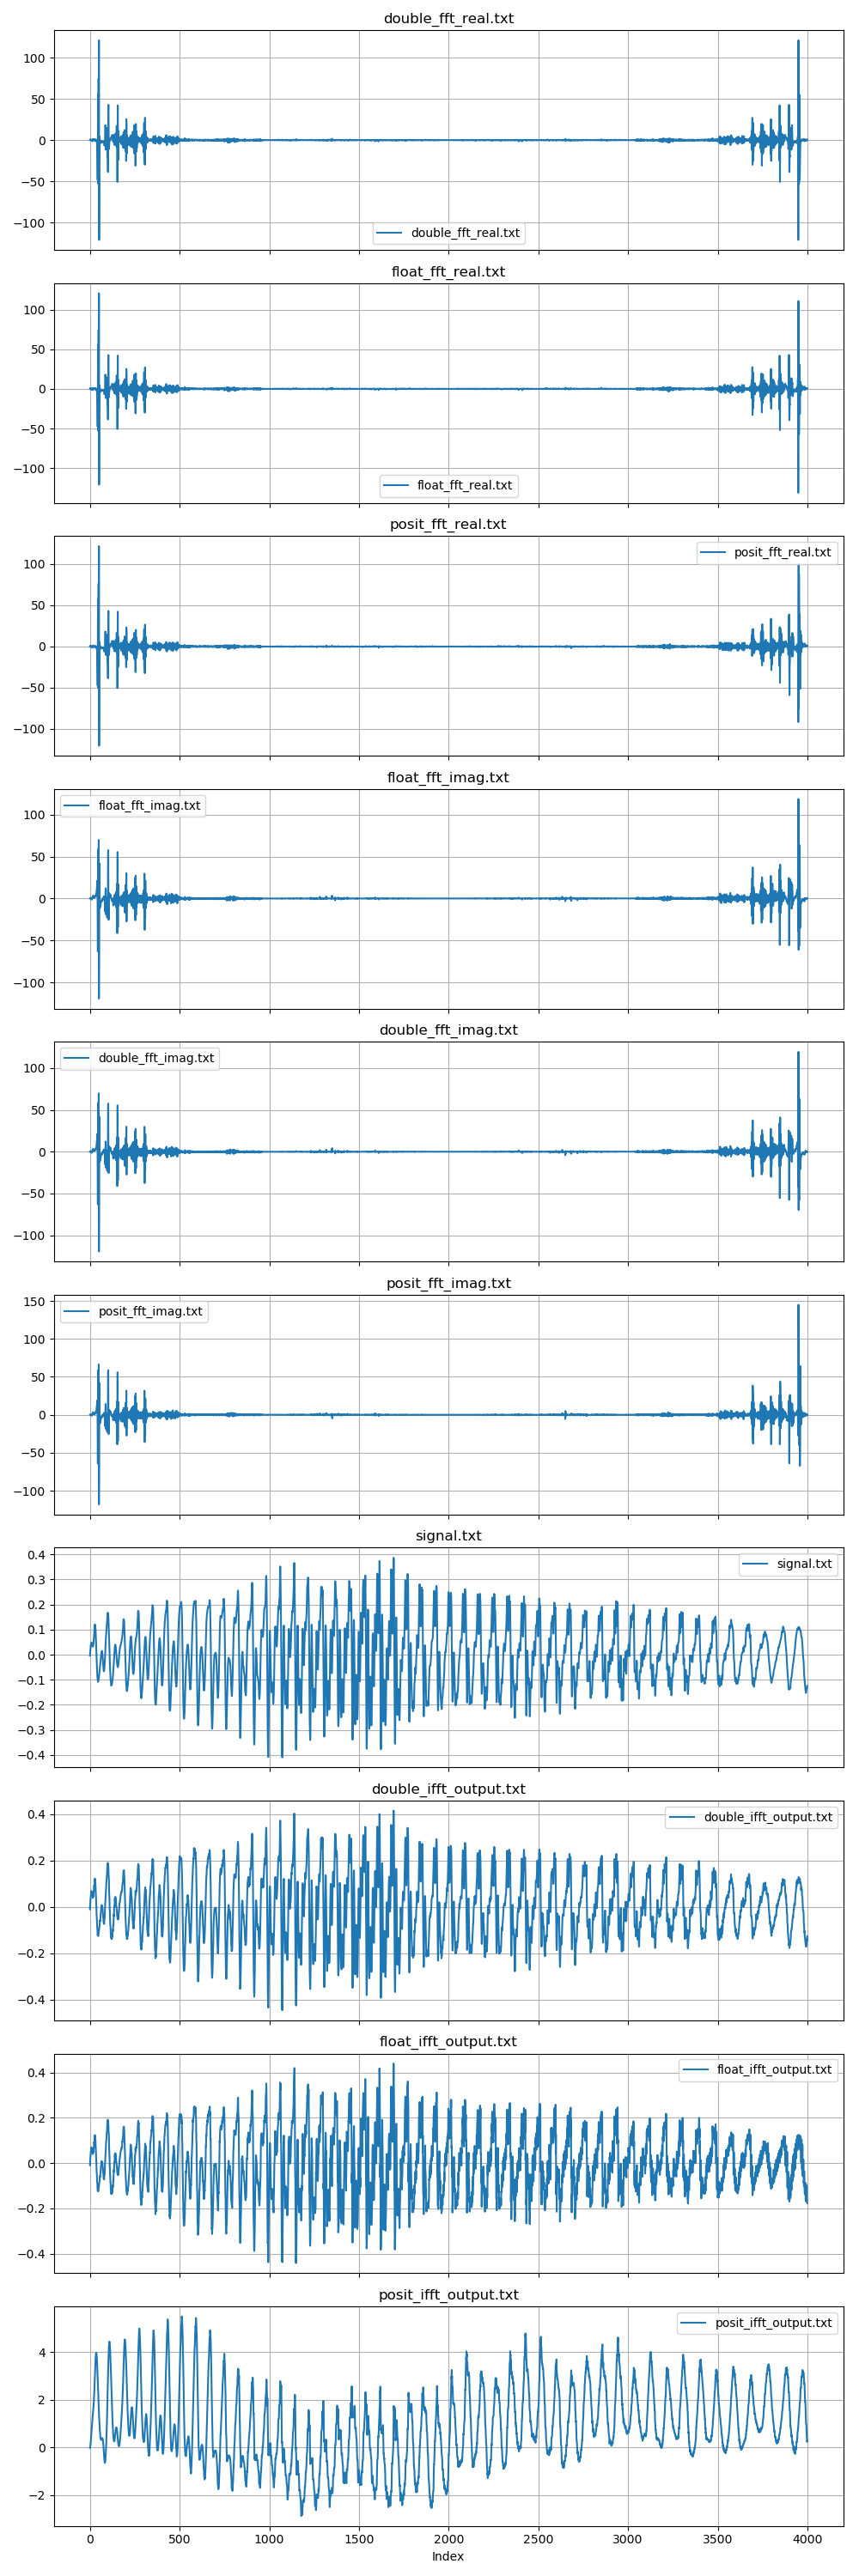 double_fft_real.txt
100
50
0
−50
−100
double_fft_real.txt
float_fft_real.txt
100
50
0
−50
−100
float_fft_real.txt
posit_fft_real.txt
posit_fft_real.txt
100
50
0
−50
−100
float_fft_imag.txt
float_fft_imag.txt
100
50
0
−50
−100
double_fft_imag.txt
double_fft_imag.txt
100
50
0
−50
−100
posit_fft_imag.txt
150
posit_fft_imag.txt
100
50
0
−50
−100
signal.txt
0.4
signal.txt
0.3
0.2
0.1
0.0
−0.1
−0.2
−0.3
−0.4
double_ifft_output.txt
0.4
double_ifft_output.txt
0.2
0.0
−0.2
−0.4
float_ifft_output.txt
0.4
float_ifft_output.txt
0.2
0.0
−0.2
−0.4
posit_ifft_output.txt
posit_ifft_output.txt
4
2
0
−2
0 500 1000 1500 2000 2500 3000 3500 4000
Index